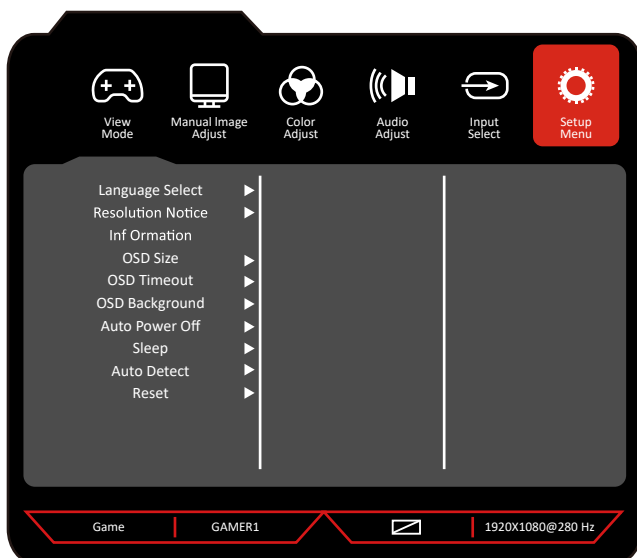 View
Mode
Manual Image
Adjust
Color
Adjust
Audio
Adjust
Input
Select
Setup
Menu
Language Select
Resolution Notice
Inf Ormation
OSD Size
OSD Timeout
OSD Background
Auto Power Off
Sleep
Auto Detect
Reset
Game
GAMER1
1920X1080@280 Hz